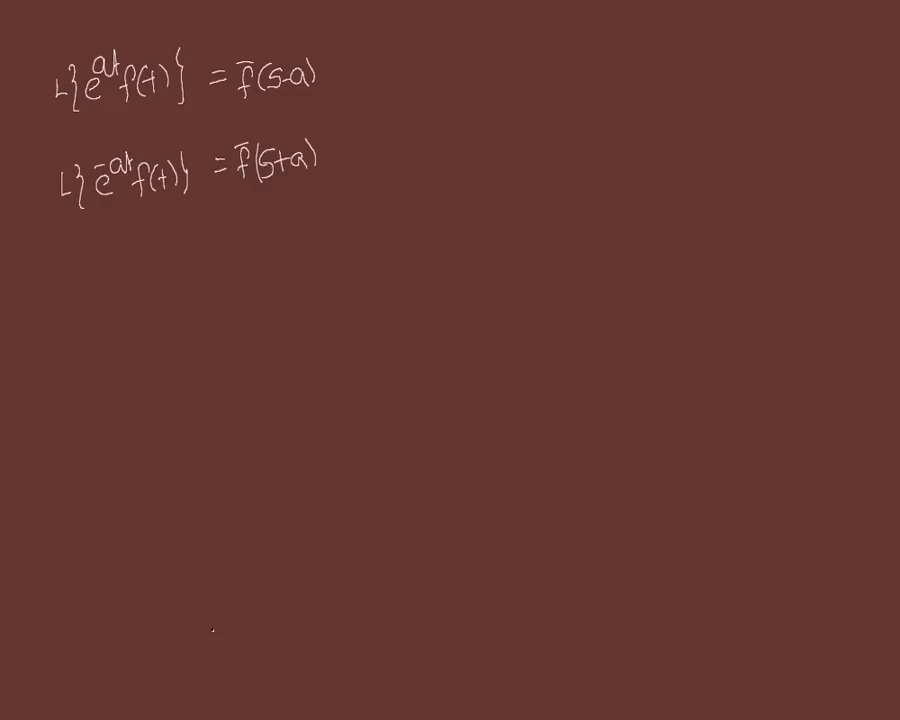 L{e^{at} f(t)} = f̄(s-a)
L{e^{-at} f(t)} = f̄(s+a)